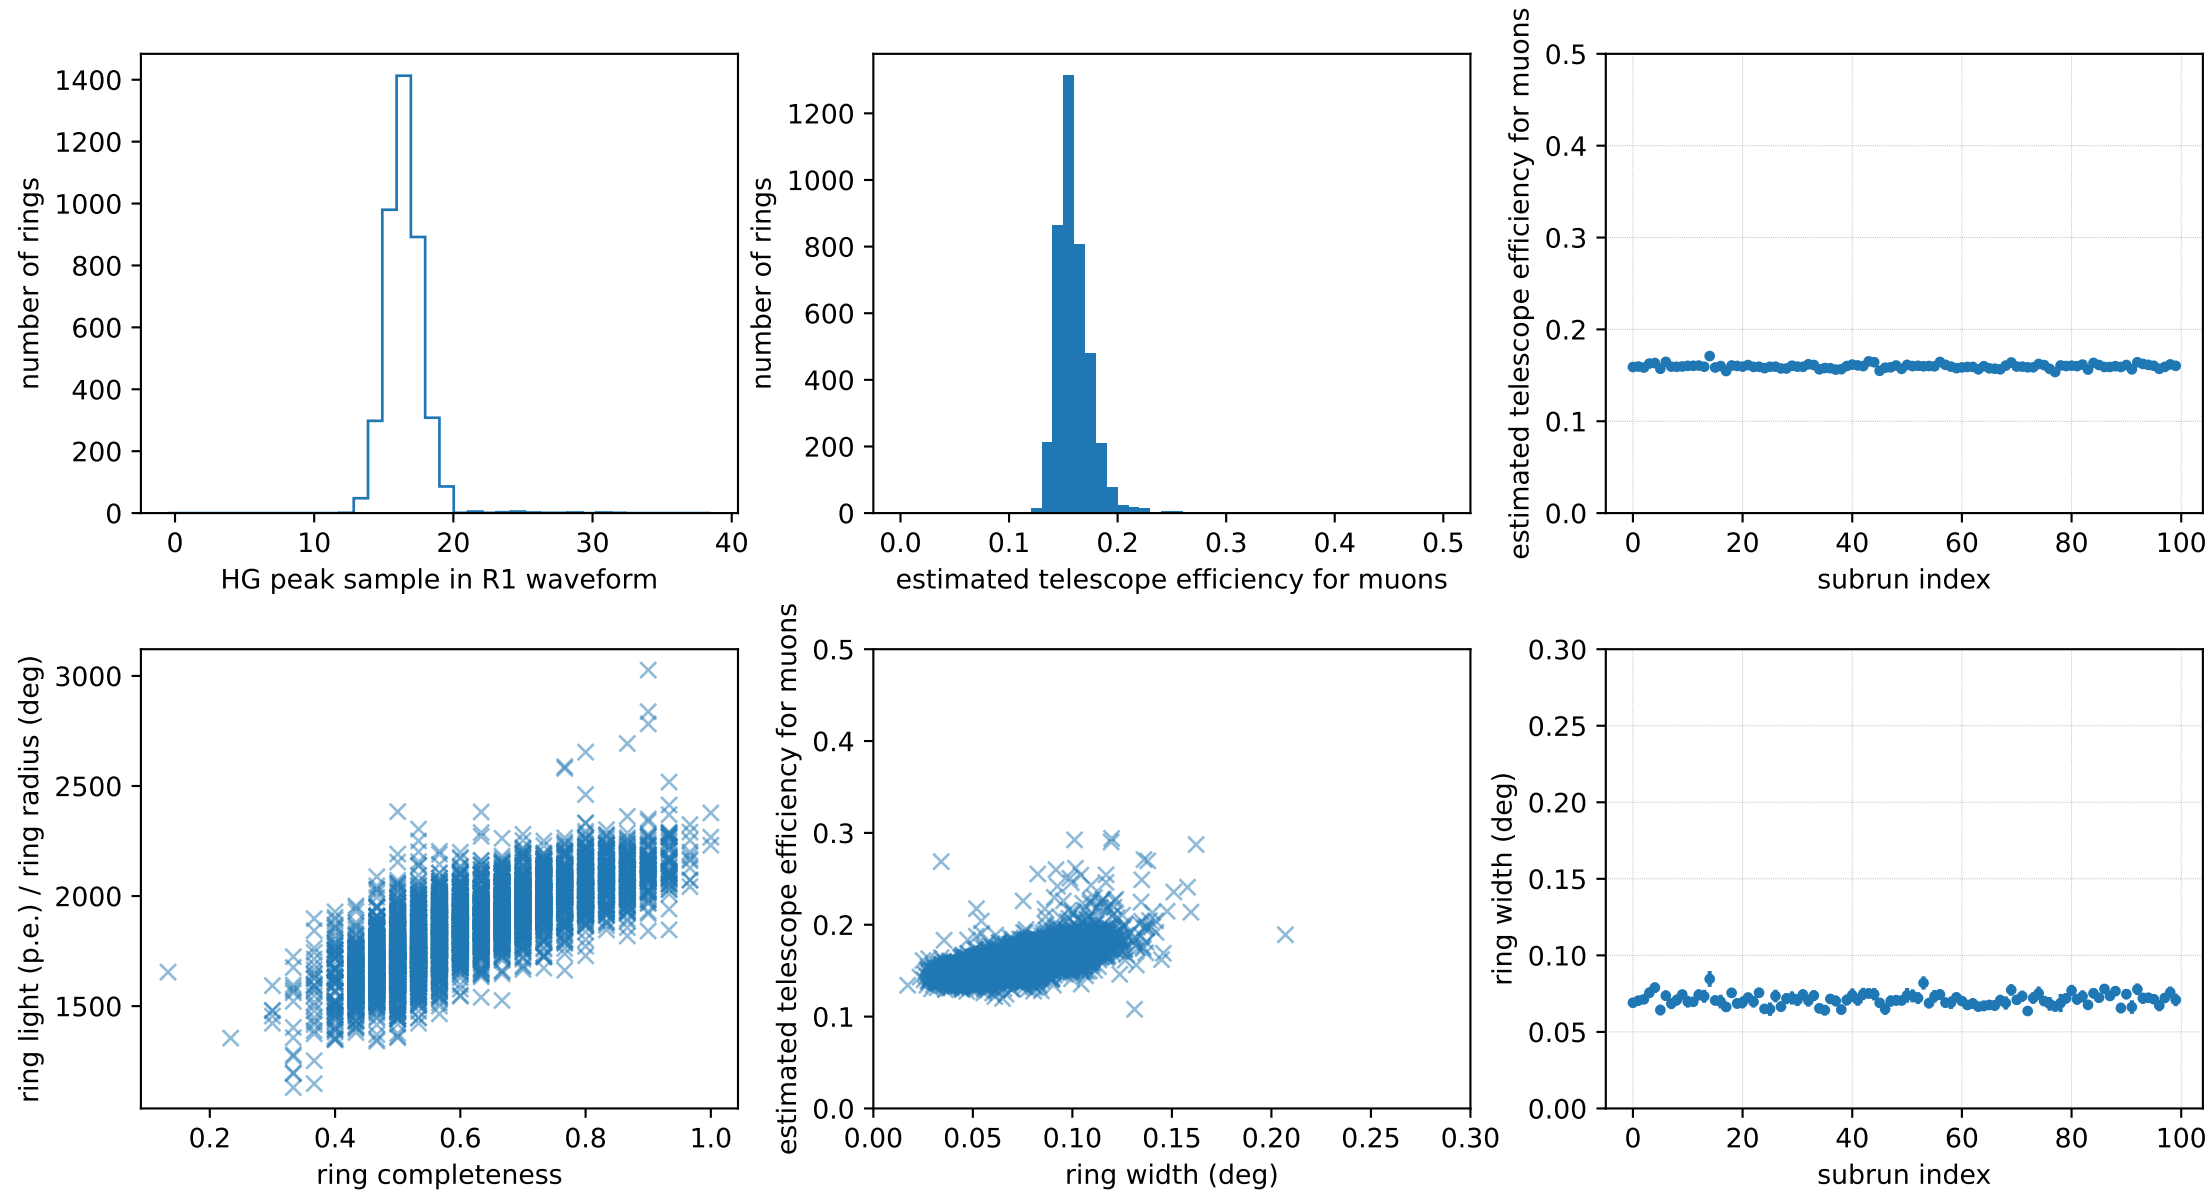 1400
1200
1000
800
600
400
200
0
number of rings
0 10 20 30 40
HG peak sample in R1 waveform
1200
1000
800
600
400
200
0
number of rings
0.0 0.1 0.2 0.3 0.4 0.5
estimated telescope efficiency for muons
0.5
0.4
0.3
0.2
0.1
0.0
estimated telescope efficiency for muons
0 20 40 60 80 100
subrun index
3000
2500
2000
1500
ring light (p.e.) / ring radius (deg)
0.2 0.4 0.6 0.8 1.0
ring completeness
0.5
0.4
0.3
0.2
0.1
0.0
estimated telescope efficiency for muons
0.00 0.05 0.10 0.15 0.20 0.25 0.30
ring width (deg)
0.30
0.25
0.20
0.15
0.10
0.05
0.00
ring width (deg)
0 20 40 60 80 100
subrun index